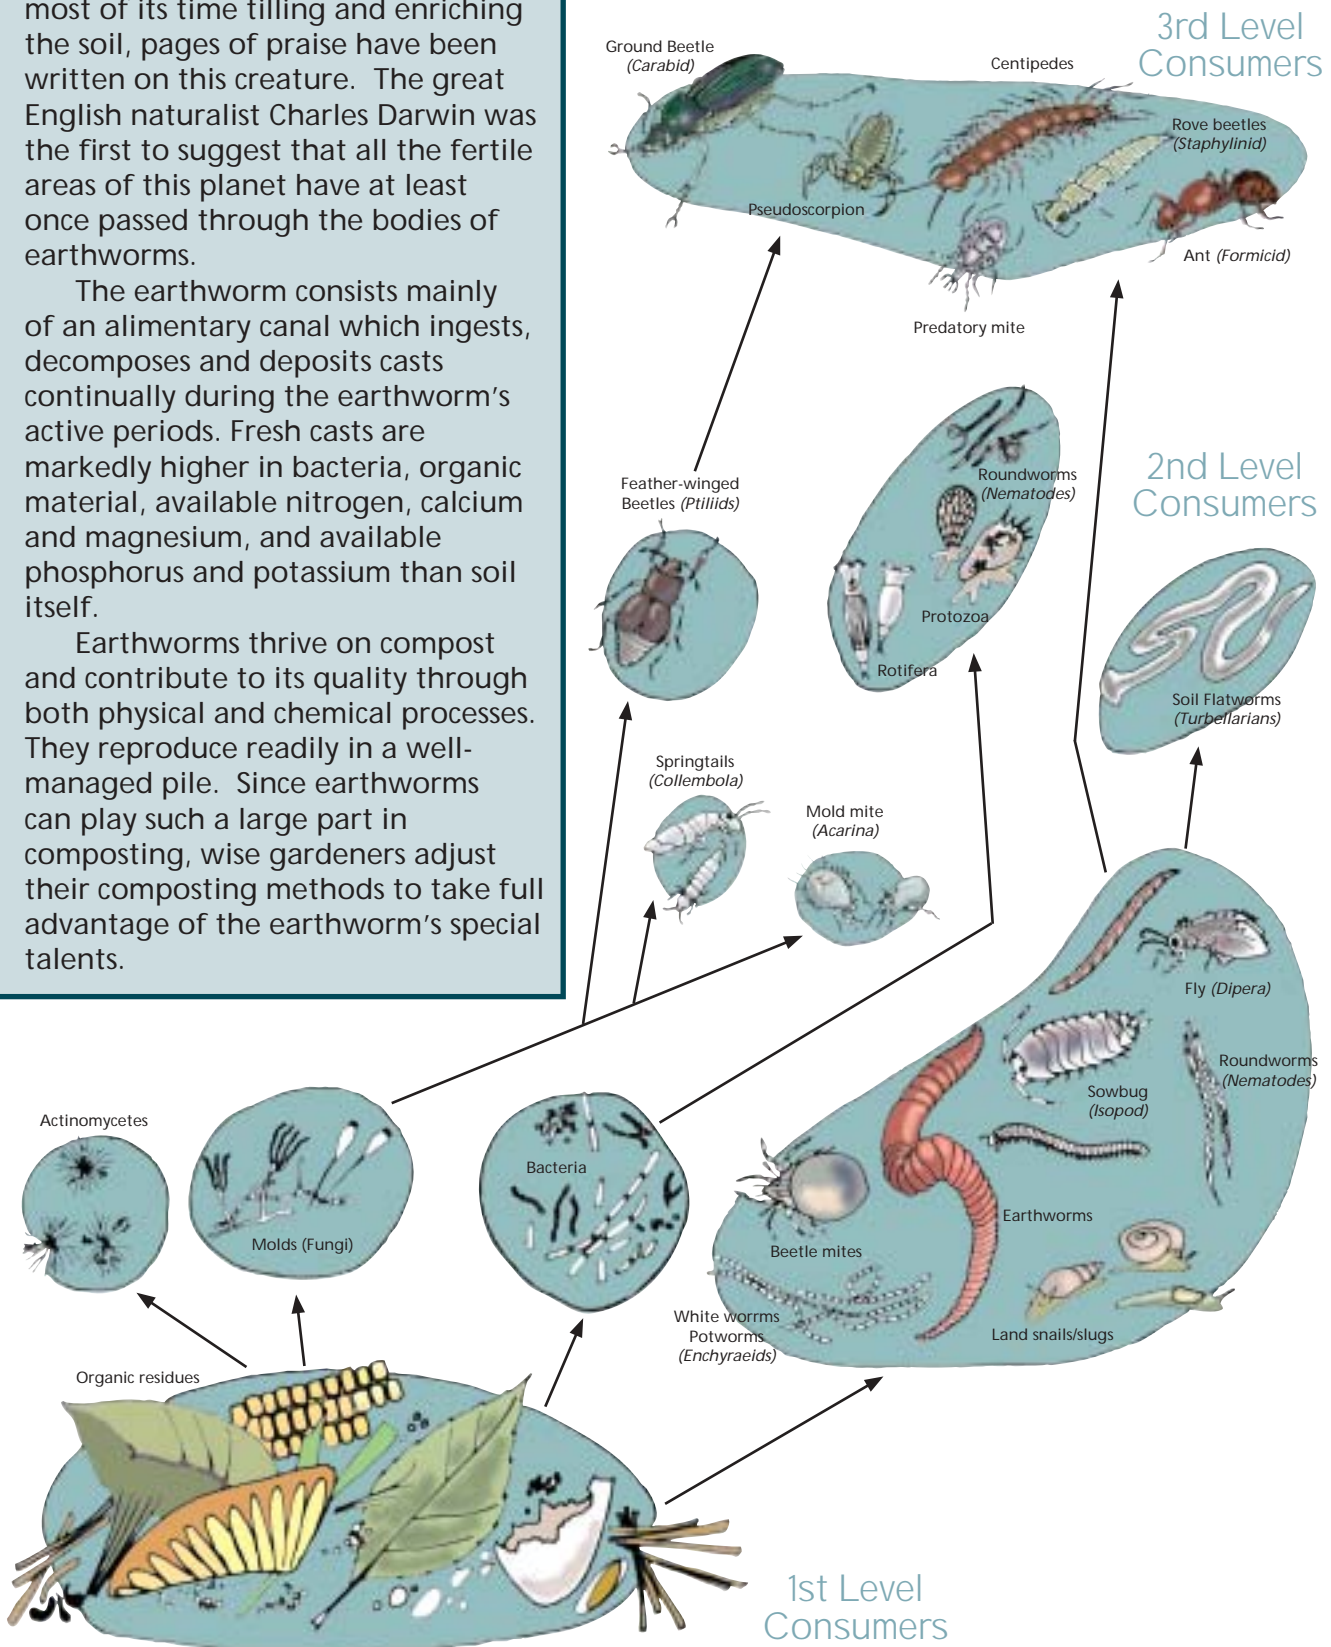 most of its time tilling and enriching
the soil, pages of praise have been
written on this creature.  The great
English naturalist Charles Darwin was
the first to suggest that all the fertile
areas of this planet have at least
once passed through the bodies of
earthworms.
The earthworm consists mainly
of an alimentary canal which ingests,
decomposes and deposits casts
continually during the earthworm's
active periods. Fresh casts are
markedly higher in bacteria, organic
material, available nitrogen, calcium
and magnesium, and available
phosphorus and potassium than soil
itself.
Earthworms thrive on compost
and contribute to its quality through
both physical and chemical processes.
They reproduce readily in a well-
managed pile.  Since earthworms
can play such a large part in
composting, wise gardeners adjust
their composting methods to take full
advantage of the earthworm's special
talents.
3rd Level
Consumers
Ground Beetle
(Carabid)
Centipedes
Rove beetles
(Staphylinid)
Pseudoscorpion
Ant (Formicid)
Predatory mite
2nd Level
Consumers
Feather-winged
Beetles (Ptiliids)
Roundworms
(Nematodes)
Protozoa
Rotifera
Soil Flatworms
(Turbellarians)
Springtails
(Collembola)
Mold mite
(Acarina)
Fly (Dipera)
Roundworms
(Nematodes)
Sowbug
(Isopod)
Actinomycetes
Molds (Fungi)
Bacteria
Earthworms
Beetle mites
White worrms
Potworms
(Enchyraeids)
Land snails/slugs
Organic residues
1st Level
Consumers